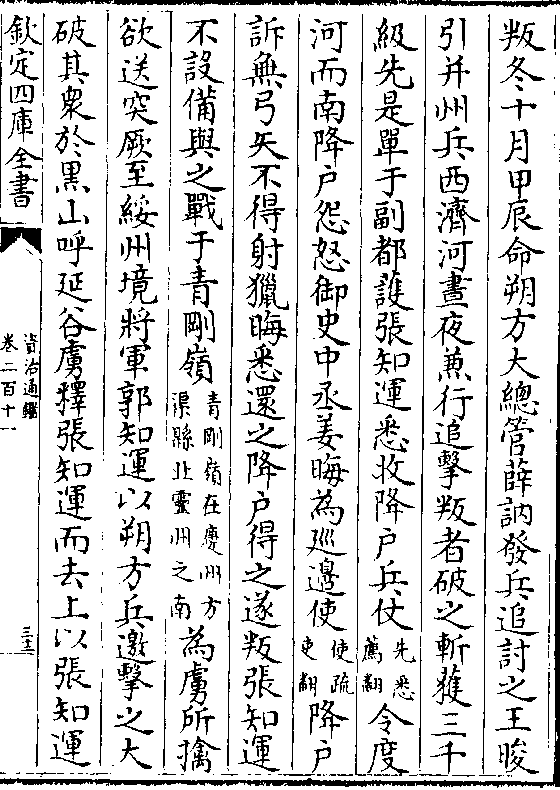 叛冬十月甲辰命朔方大總管薛訥發兵追討之王晙
引并州兵西濟河晝夜兼行追擊叛者破之斬獲三千
級先是單于副都護張知運悉收降户兵仗先悉薦翻令度
河而南降户怨怒御史中丞姜晦為廵邊使使疏吏翻降户
訴無弓矢不得射獵晦悉還之降户得之遂叛張知運
不設備與之戰于青剛嶺青剛嶺在慶州方渠縣北靈州之南為虜所擒
欲送突厥至綏州境將軍郭知運以朔方兵邀擊之大
破其衆於黑山呼延谷虜釋張知運而去上以張知運
欽定四庫全書
資治通鑑
卷二百十一
三十三